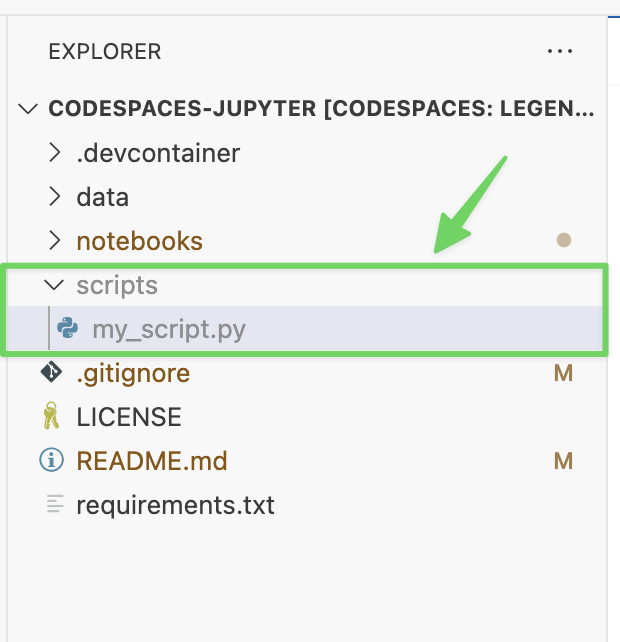 EXPLORER ...
CODESPACES-JUPYTER [CODESPACES: LEGEN...
.devcontainer
data
notebooks
scripts
my_script.py
.gitignore M
LICENSE
README.md M
requirements.txt